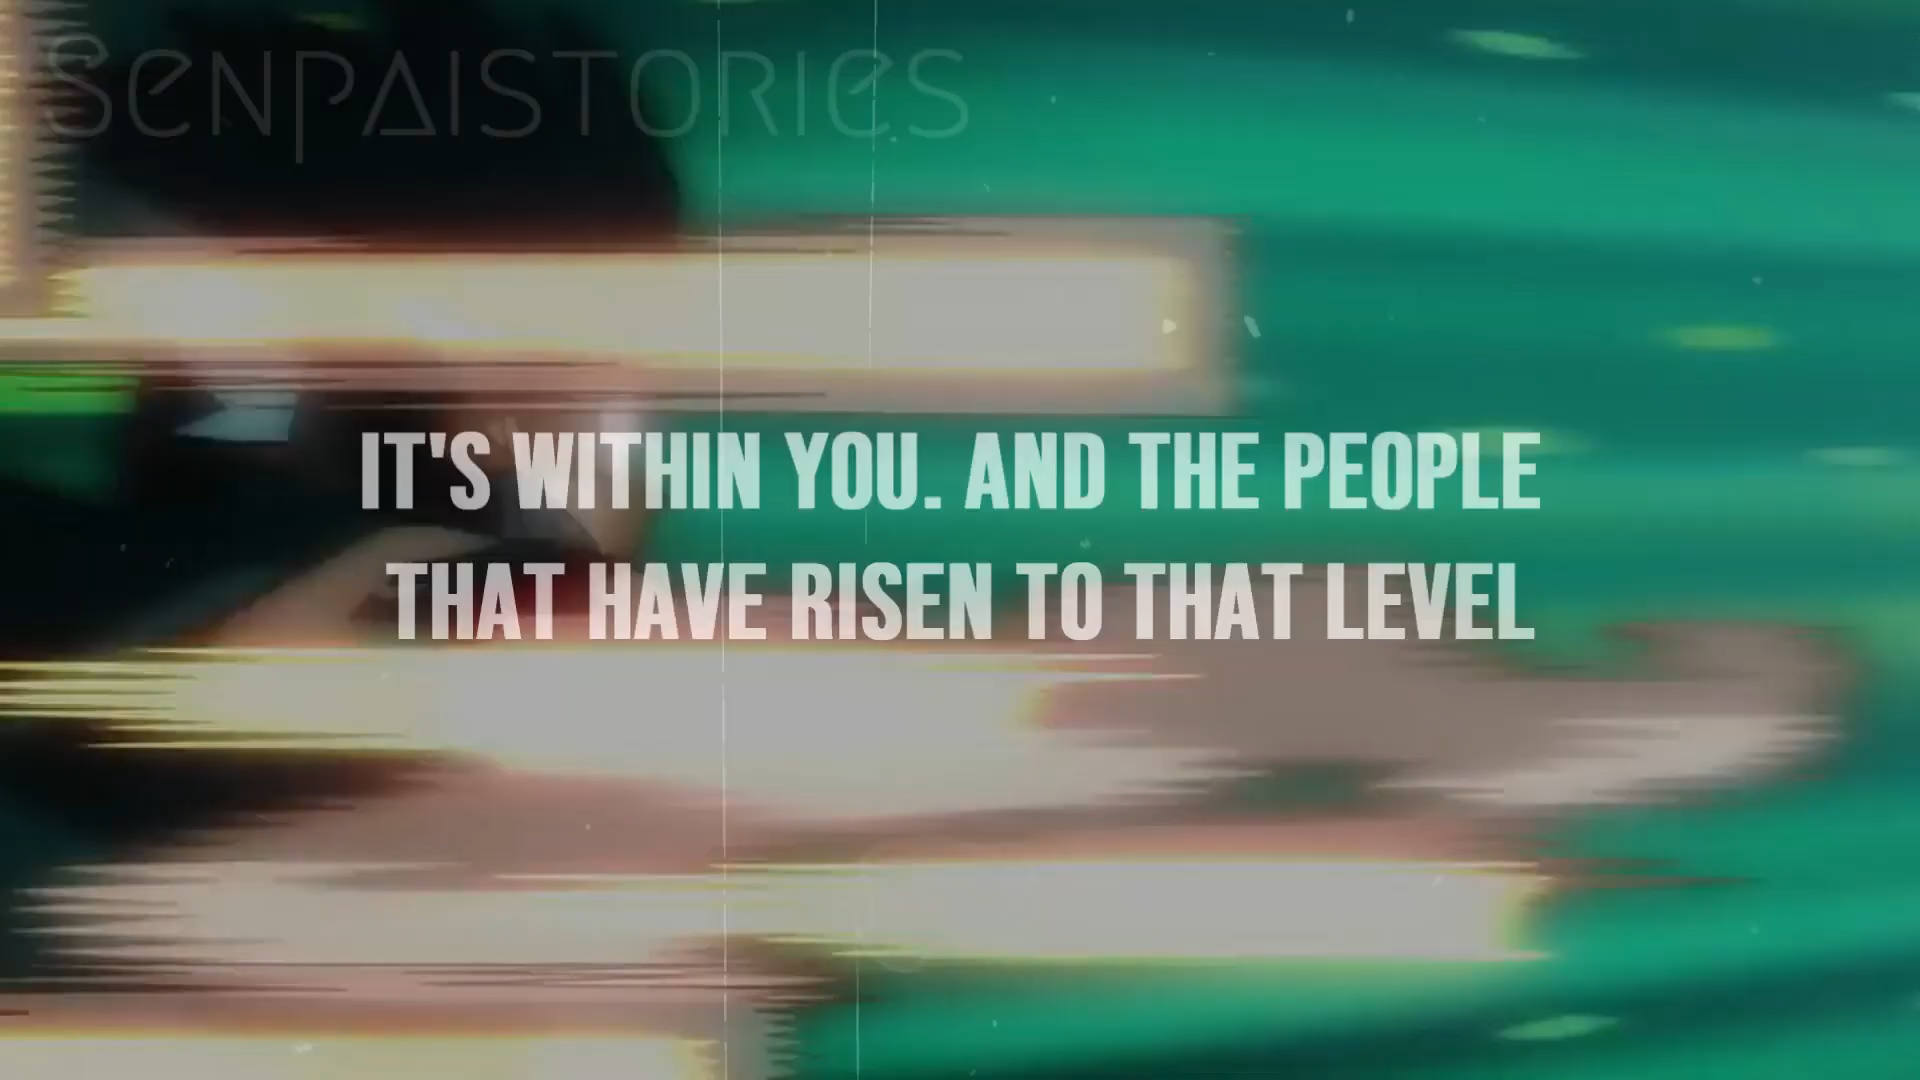 SENPAISTORIES
IT'S WITHIN YOU. AND THE PEOPLE
THAT HAVE RISEN TO THAT LEVEL